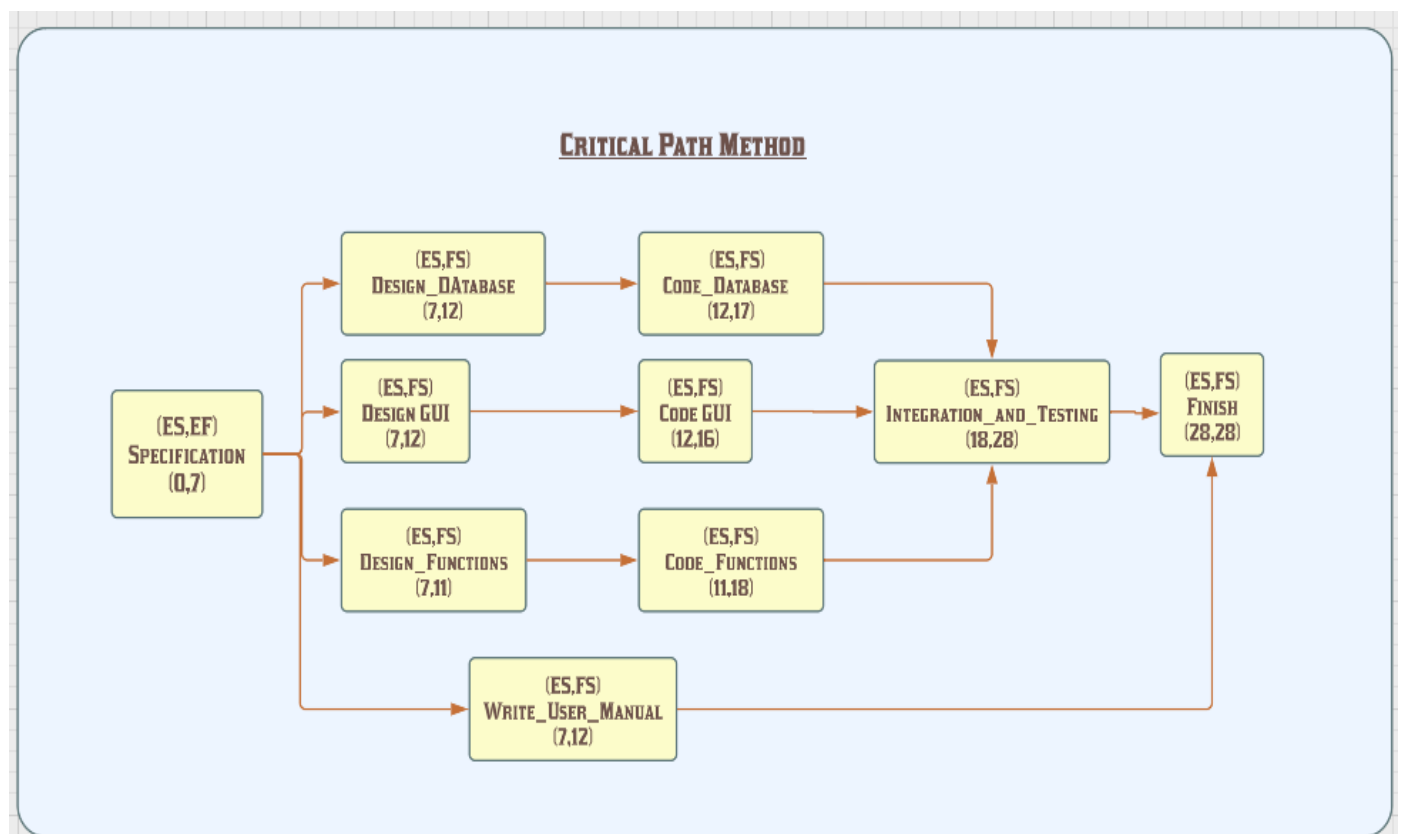 Critical Path Method
(ES,FS)
Design_DAtabase
(7,12)
(ES,FS)
Code_Database
(12,17)
(ES,EF)
Specification
(0,7)
(ES,FS)
Design GUI
(7,12)
(ES,FS)
Code GUI
(12,16)
(ES,FS)
Integration_and_Testing
(18,28)
(ES,FS)
Finish
(28,28)
(ES,FS)
Design_Functions
(7,11)
(ES,FS)
Code_Functions
(11,18)
(ES,FS)
Write_User_Manual
(7,12)